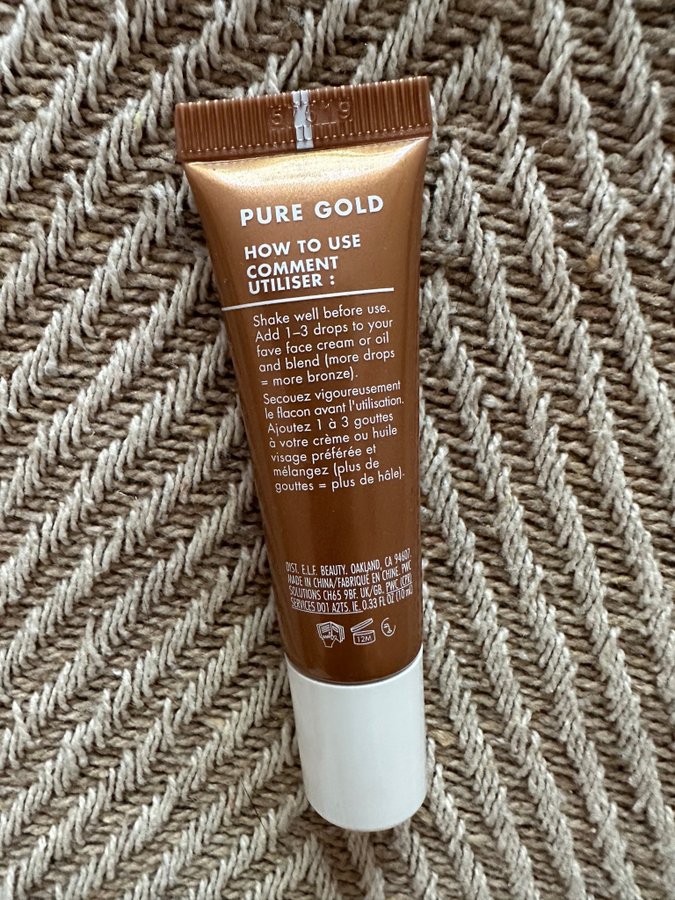 PURE GOLD
HOW TO USE
COMMENT
UTILISER :
Shake well before use.
Add 1–3 drops to your
fave face cream or oil
and blend (more drops
= more bronze).
Secouez vigoureusement
le flacon avant l'utilisation.
Ajoutez 1 à 3 gouttes
à votre crème ou huile
visage préférée et
mélangez (plus de
gouttes = plus de hâle).
DIST. E.L.F. BEAUTY. OAKLAND, CA 94607.
MADE IN CHINA/FABRIQUÉ EN CHINE. PWC
SOLUTIONS CH65 9BF. UK/GB. PWC (CPR)
SERVICES D01 A2T5. IE. 0.33 FL OZ (10 mL)
12M